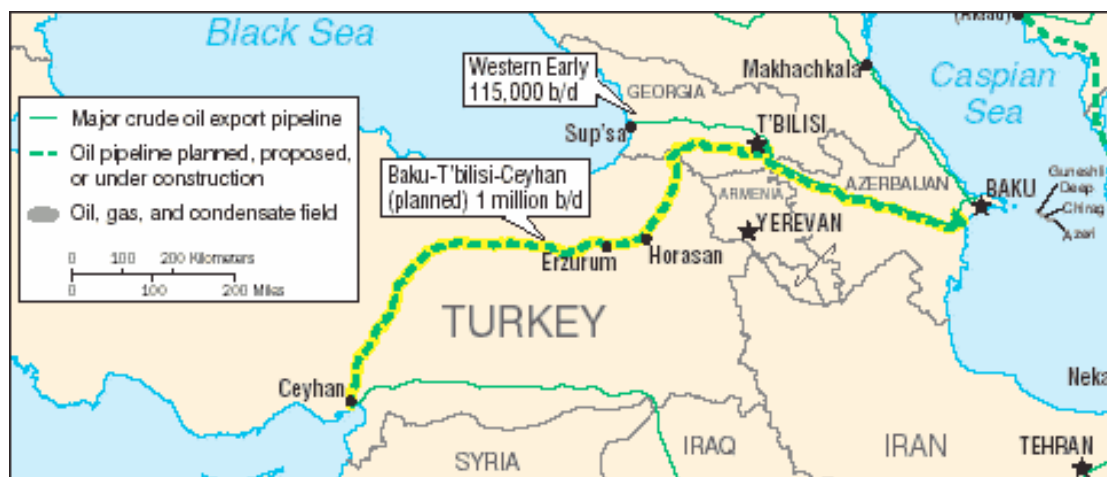 Black Sea
Western Early
115,000 b/d
GEORGIA
Makhachkala
Caspian
Sea
Major crude oil export pipeline
Oil pipeline planned, proposed,
or under construction
Oil, gas, and condensate field
0 100 200 Kilometers
0 100 200 Miles
Sup'sa
T'BILISI
Baku-T'bilisi-Ceyhan
(planned) 1 million b/d
ARMENIA
AZERBAIJAN
BAKU
Guneshli
Deep
Chirag
Azeri
YEREVAN
Erzurum
Horasan
TURKEY
Ceyhan
Neka
SYRIA
IRAQ
IRAN
TEHRAN